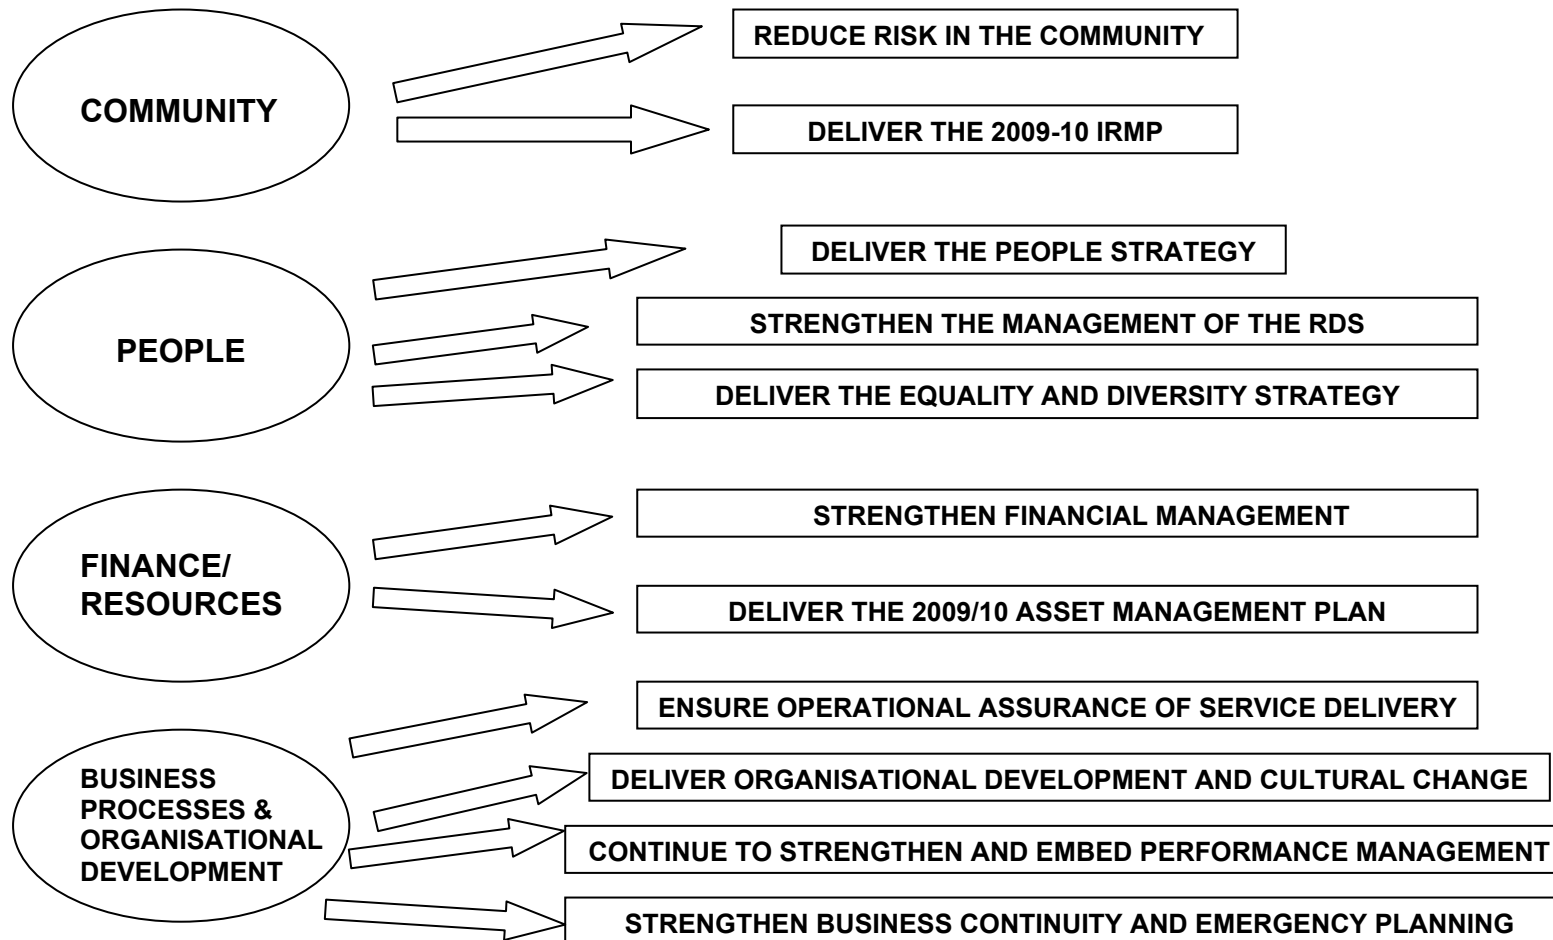 COMMUNITY
REDUCE RISK IN THE COMMUNITY
DELIVER THE 2009-10 IRMP
PEOPLE
DELIVER THE PEOPLE STRATEGY
STRENGTHEN THE MANAGEMENT OF THE RDS
DELIVER THE EQUALITY AND DIVERSITY STRATEGY
FINANCE/
RESOURCES
STRENGTHEN FINANCIAL MANAGEMENT
DELIVER THE 2009/10 ASSET MANAGEMENT PLAN
BUSINESS
PROCESSES &
ORGANISATIONAL
DEVELOPMENT
ENSURE OPERATIONAL ASSURANCE OF SERVICE DELIVERY
DELIVER ORGANISATIONAL DEVELOPMENT AND CULTURAL CHANGE
CONTINUE TO STRENGTHEN AND EMBED PERFORMANCE MANAGEMENT
STRENGTHEN BUSINESS CONTINUITY AND EMERGENCY PLANNING